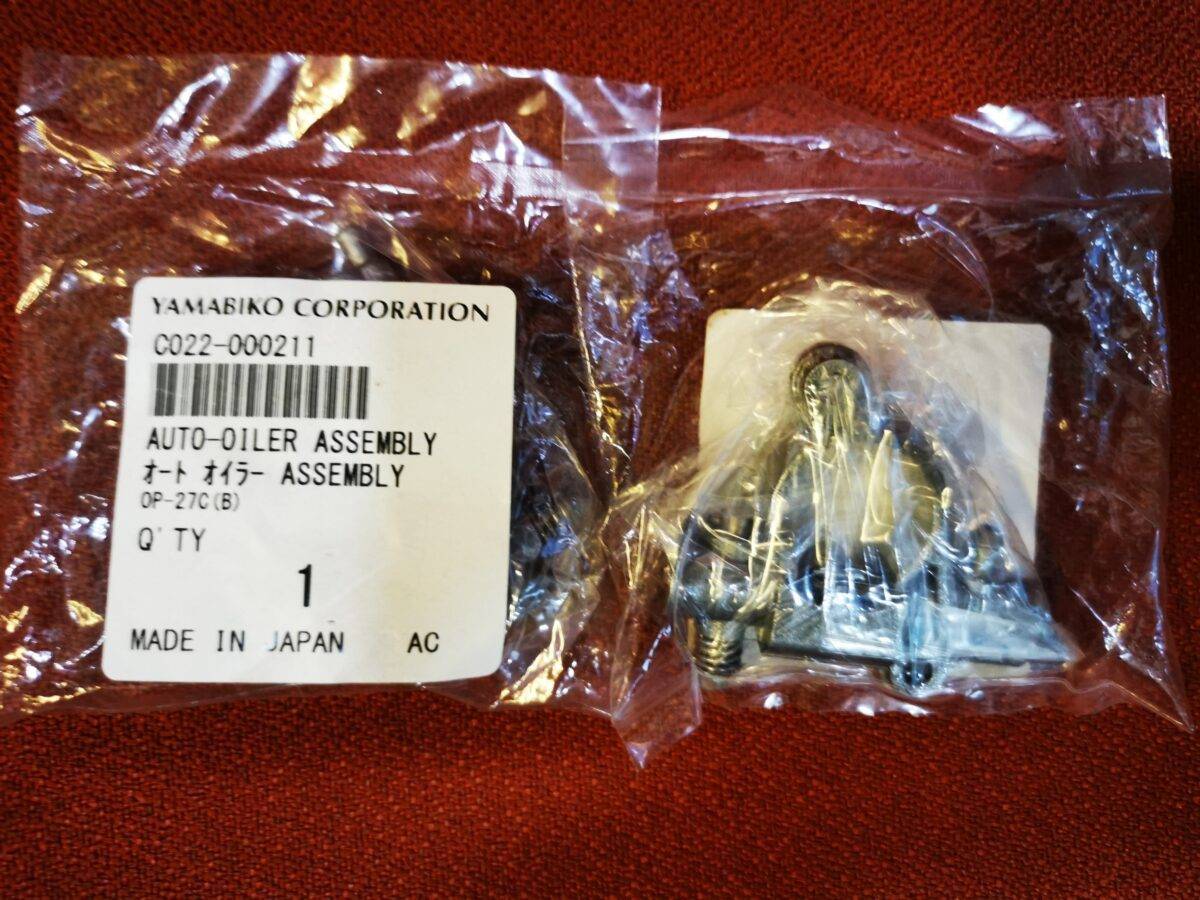 YAMABIKO CORPORATION
C022-000211
AUTO-OILER ASSEMBLY
オート オイラー ASSEMBLY
OP-27C(B)
Q'TY
1
MADE IN JAPAN AC